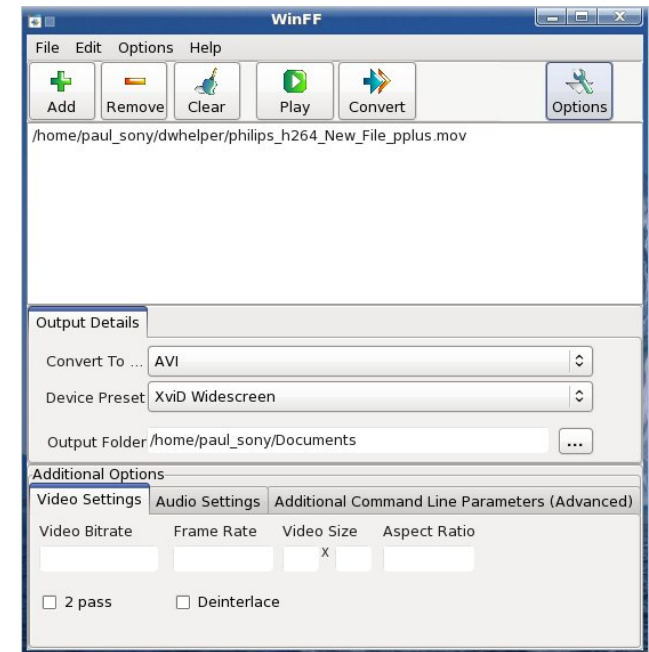 WinFF
File Edit Options Help
Add Remove Clear Play Convert Options
/home/paul_sony/dwhelper/philips_h264_New_File_pplus.mov
Output Details
Convert To ... AVI
Device Preset XviD Widescreen
Output Folder /home/paul_sony/Documents ...
Additional Options
Video Settings Audio Settings Additional Command Line Parameters (Advanced)
Video Bitrate Frame Rate Video Size Aspect Ratio
X
2 pass Deinterlace